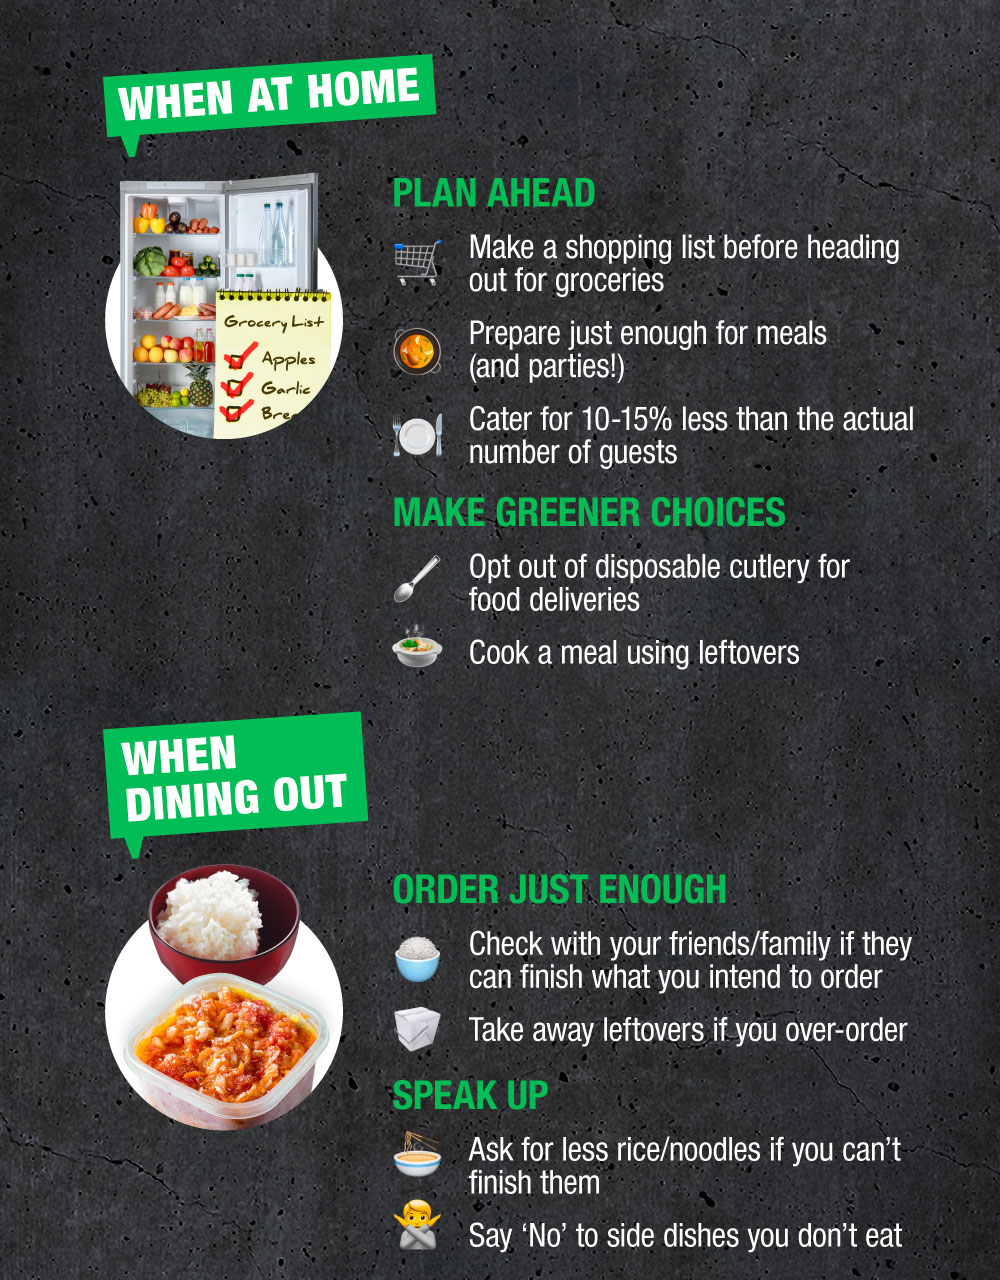 WHEN AT HOME
Grocery List
Apples
Garlic
PLAN AHEAD
Make a shopping list before heading
out for groceries
Prepare just enough for meals
(and parties!)
Cater for 10-15% less than the actual
number of guests
MAKE GREENER CHOICES
Opt out of disposable cutlery for
food deliveries
Cook a meal using leftovers
WHEN
DINING OUT
ORDER JUST ENOUGH
Check with your friends/family if they
can finish what you intend to order
Take away leftovers if you over-order
SPEAK UP
Ask for less rice/noodles if you can’t
finish them
Say ‘No’ to side dishes you don’t eat